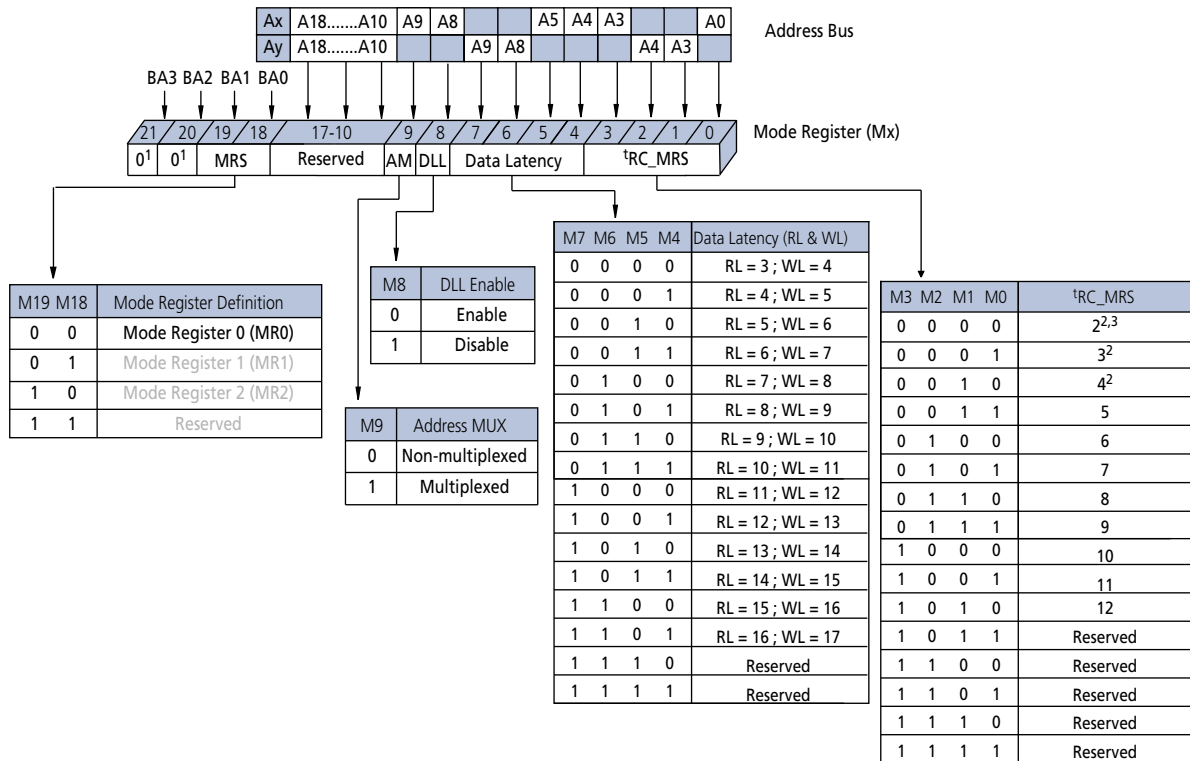 Ax A18.......A10 A9 A8 A5 A4 A3 A0
Address Bus
Ay A18.......A10 A9 A8 A4 A3
BA3 BA2 BA1 BA0
21 20 19 18 17-10 9 8 7 6 5 4 3 2 1 0
Mode Register (Mx)
0¹ 0¹ MRS Reserved AM DLL Data Latency ᵗRC_MRS
M19 M18 Mode Register Definition
0 0 Mode Register 0 (MR0)
0 1 Mode Register 1 (MR1)
1 0 Mode Register 2 (MR2)
1 1 Reserved
M8 DLL Enable
0 Enable
1 Disable
M9 Address MUX
0 Non-multiplexed
1 Multiplexed
M7 M6 M5 M4 Data Latency (RL & WL)
0 0 0 0 RL = 3 ; WL = 4
0 0 0 1 RL = 4 ; WL = 5
0 0 1 0 RL = 5 ; WL = 6
0 0 1 1 RL = 6 ; WL = 7
0 1 0 0 RL = 7 ; WL = 8
0 1 0 1 RL = 8 ; WL = 9
0 1 1 0 RL = 9 ; WL = 10
0 1 1 1 RL = 10 ; WL = 11
1 0 0 0 RL = 11 ; WL = 12
1 0 0 1 RL = 12 ; WL = 13
1 0 1 0 RL = 13 ; WL = 14
1 0 1 1 RL = 14 ; WL = 15
1 1 0 0 RL = 15 ; WL = 16
1 1 0 1 RL = 16 ; WL = 17
1 1 1 0 Reserved
1 1 1 1 Reserved
M3 M2 M1 M0 ᵗRC_MRS
0 0 0 0 2²,³
0 0 0 1 3²
0 0 1 0 4²
0 0 1 1 5
0 1 0 0 6
0 1 0 1 7
0 1 1 0 8
0 1 1 1 9
1 0 0 0 10
1 0 0 1 11
1 0 1 0 12
1 0 1 1 Reserved
1 1 0 0 Reserved
1 1 0 1 Reserved
1 1 1 0 Reserved
1 1 1 1 Reserved